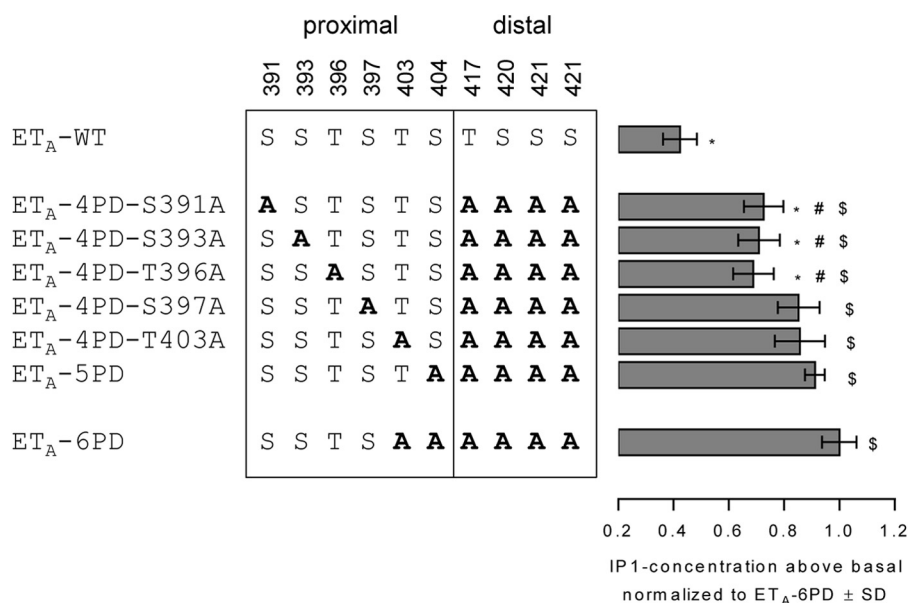 proximal distal
391 393 396 397 403 404 417 420 421 421
ETA-WT S S T S T S T S S S *
ETA-4PD-S391A A S T S T S A A A A * # $
ETA-4PD-S393A S A T S T S A A A A * # $
ETA-4PD-T396A S S A S T S A A A A * # $
ETA-4PD-S397A S S T A T S A A A A $
ETA-4PD-T403A S S T S A S A A A A $
ETA-5PD S S T S T A A A A A $
ETA-6PD S S T S A A A A A A $
0.2 0.4 0.6 0.8 1.0 1.2
IP1-concentration above basal
normalized to ETA-6PD ± SD